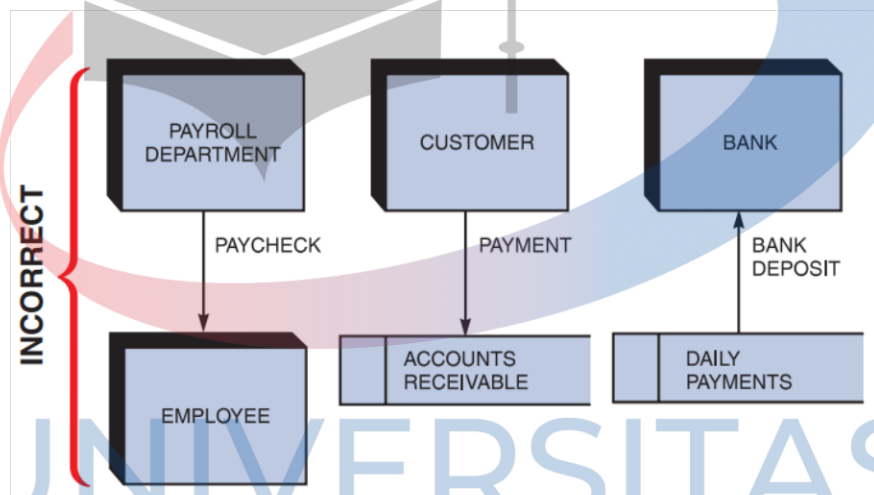 INCORRECT
PAYROLL
DEPARTMENT
CUSTOMER
BANK
PAYCHECK
PAYMENT
BANK
DEPOSIT
EMPLOYEE
ACCOUNTS
RECEIVABLE
DAILY
PAYMENTS
UNIVERSITAS